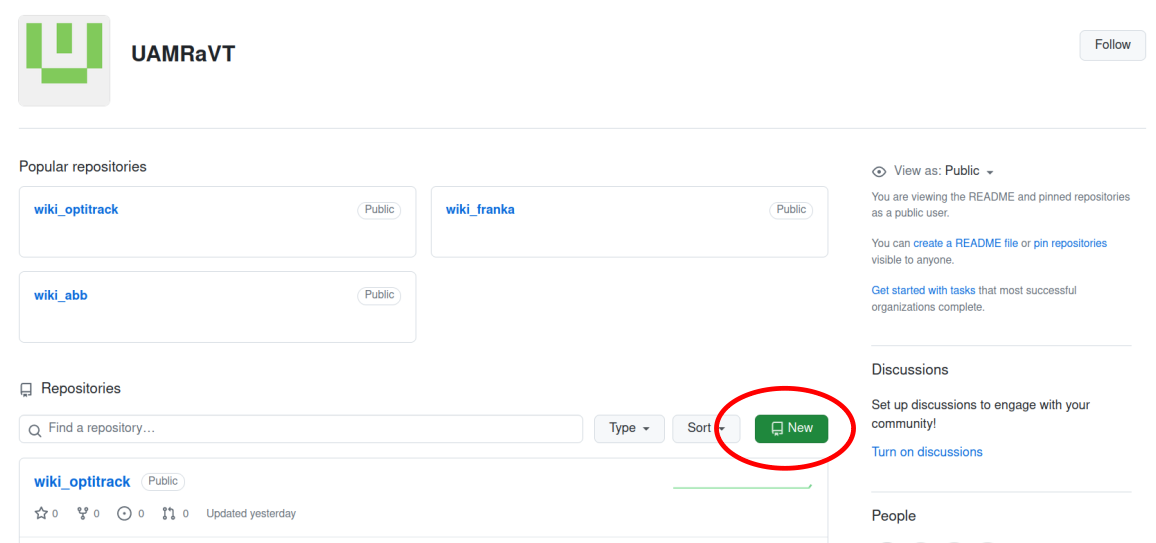 UAMRaVT
Follow
Popular repositories
wiki_optitrack Public
wiki_franka Public
wiki_abb Public
View as: Public
You are viewing the README and pinned repositories
as a public user.
You can create a README file or pin repositories
visible to anyone.
Get started with tasks that most successful
organizations complete.
Repositories
Find a repository...
Type
Sort
New
wiki_optitrack Public
0 0 0 0 Updated yesterday
Discussions
Set up discussions to engage with your
community!
Turn on discussions
People